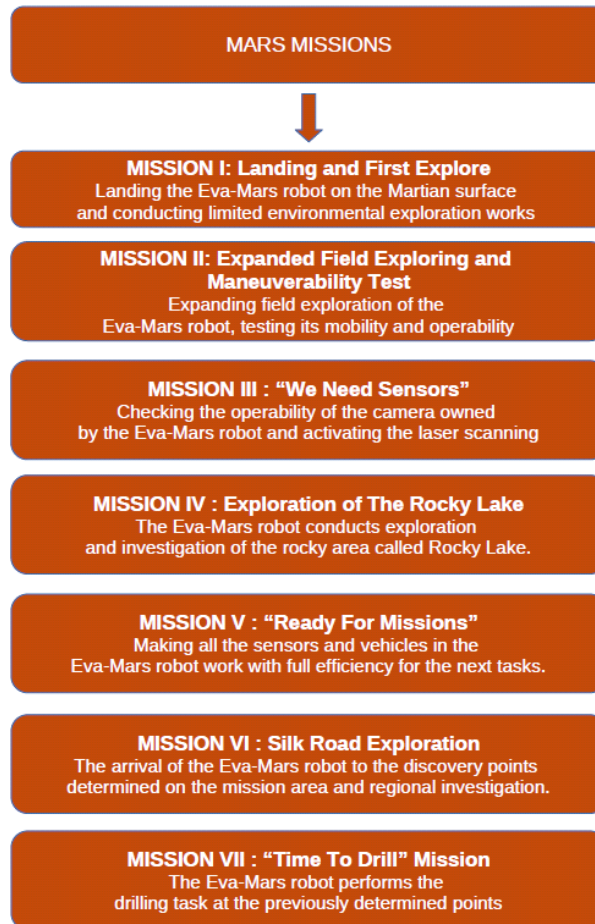 MARS MISSIONS
MISSION I: Landing and First Explore
Landing the Eva-Mars robot on the Martian surface
and conducting limited environmental exploration works
MISSION II: Expanded Field Exploring and
Maneuverability Test
Expanding field exploration of the
Eva-Mars robot, testing its mobility and operability
MISSION III : “We Need Sensors”
Checking the operability of the camera owned
by the Eva-Mars robot and activating the laser scanning
MISSION IV : Exploration of The Rocky Lake
The Eva-Mars robot conducts exploration
and investigation of the rocky area called Rocky Lake.
MISSION V : “Ready For Missions”
Making all the sensors and vehicles in the
Eva-Mars robot work with full efficiency for the next tasks.
MISSION VI : Silk Road Exploration
The arrival of the Eva-Mars robot to the discovery points
determined on the mission area and regional investigation.
MISSION VII : “Time To Drill” Mission
The Eva-Mars robot performs the
drilling task at the previously determined points